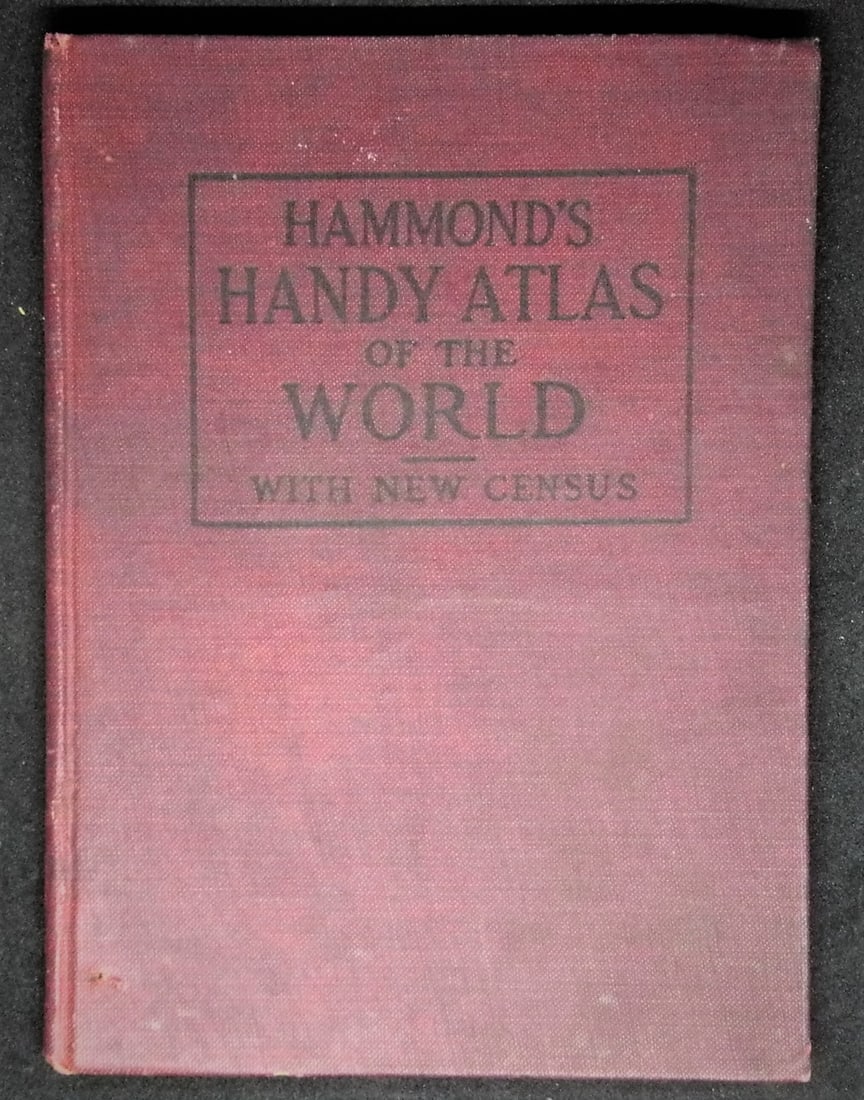 HAMMOND'S
HANDY ATLAS
OF THE
WORLD
WITH NEW CENSUS